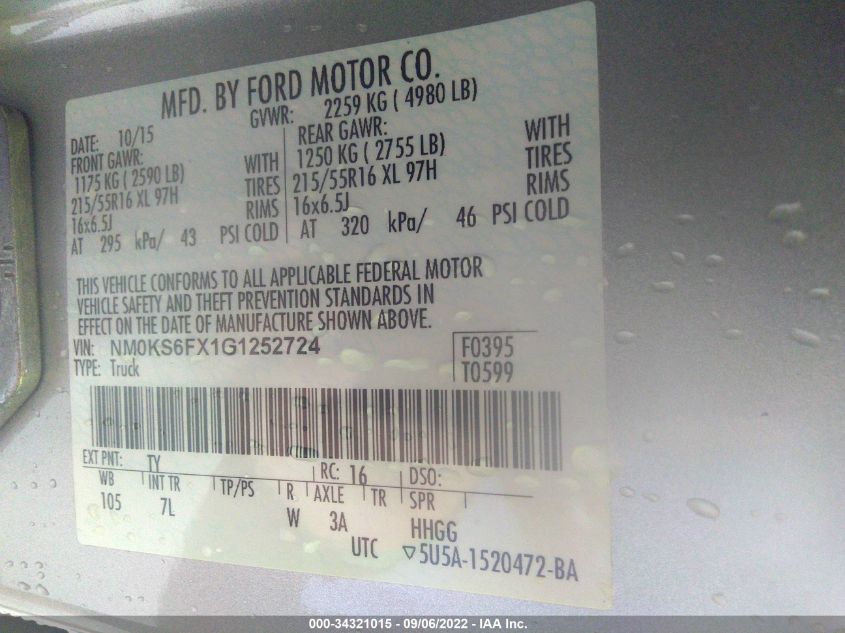 MFD. BY FORD MOTOR CO.
DATE: 10/15 GVWR: 2259 KG ( 4980 LB)
FRONT GAWR: WITH
1175 KG ( 2590 LB) TIRES
215/55R16 XL 97H RIMS
16x6.5J
AT 295 kPa/ 43 PSI COLD
REAR GAWR: WITH
1250 KG ( 2755 LB) TIRES
215/55R16 XL 97H RIMS
16x6.5J
AT 320 kPa/ 46 PSI COLD
THIS VEHICLE CONFORMS TO ALL APPLICABLE FEDERAL MOTOR
VEHICLE SAFETY AND THEFT PREVENTION STANDARDS IN
EFFECT ON THE DATE OF MANUFACTURE SHOWN ABOVE.
VIN: NM0KS6FX1G1252724 F0395
TYPE: Truck T0599
EXT PNT: TY RC: 16 DSO:
WB INT TR TP/PS R AXLE TR SPR
105 7L W 3A HHGG
UTC ▽5U5A-1520472-BA
000-34321015 - 09/06/2022 - IAA Inc.